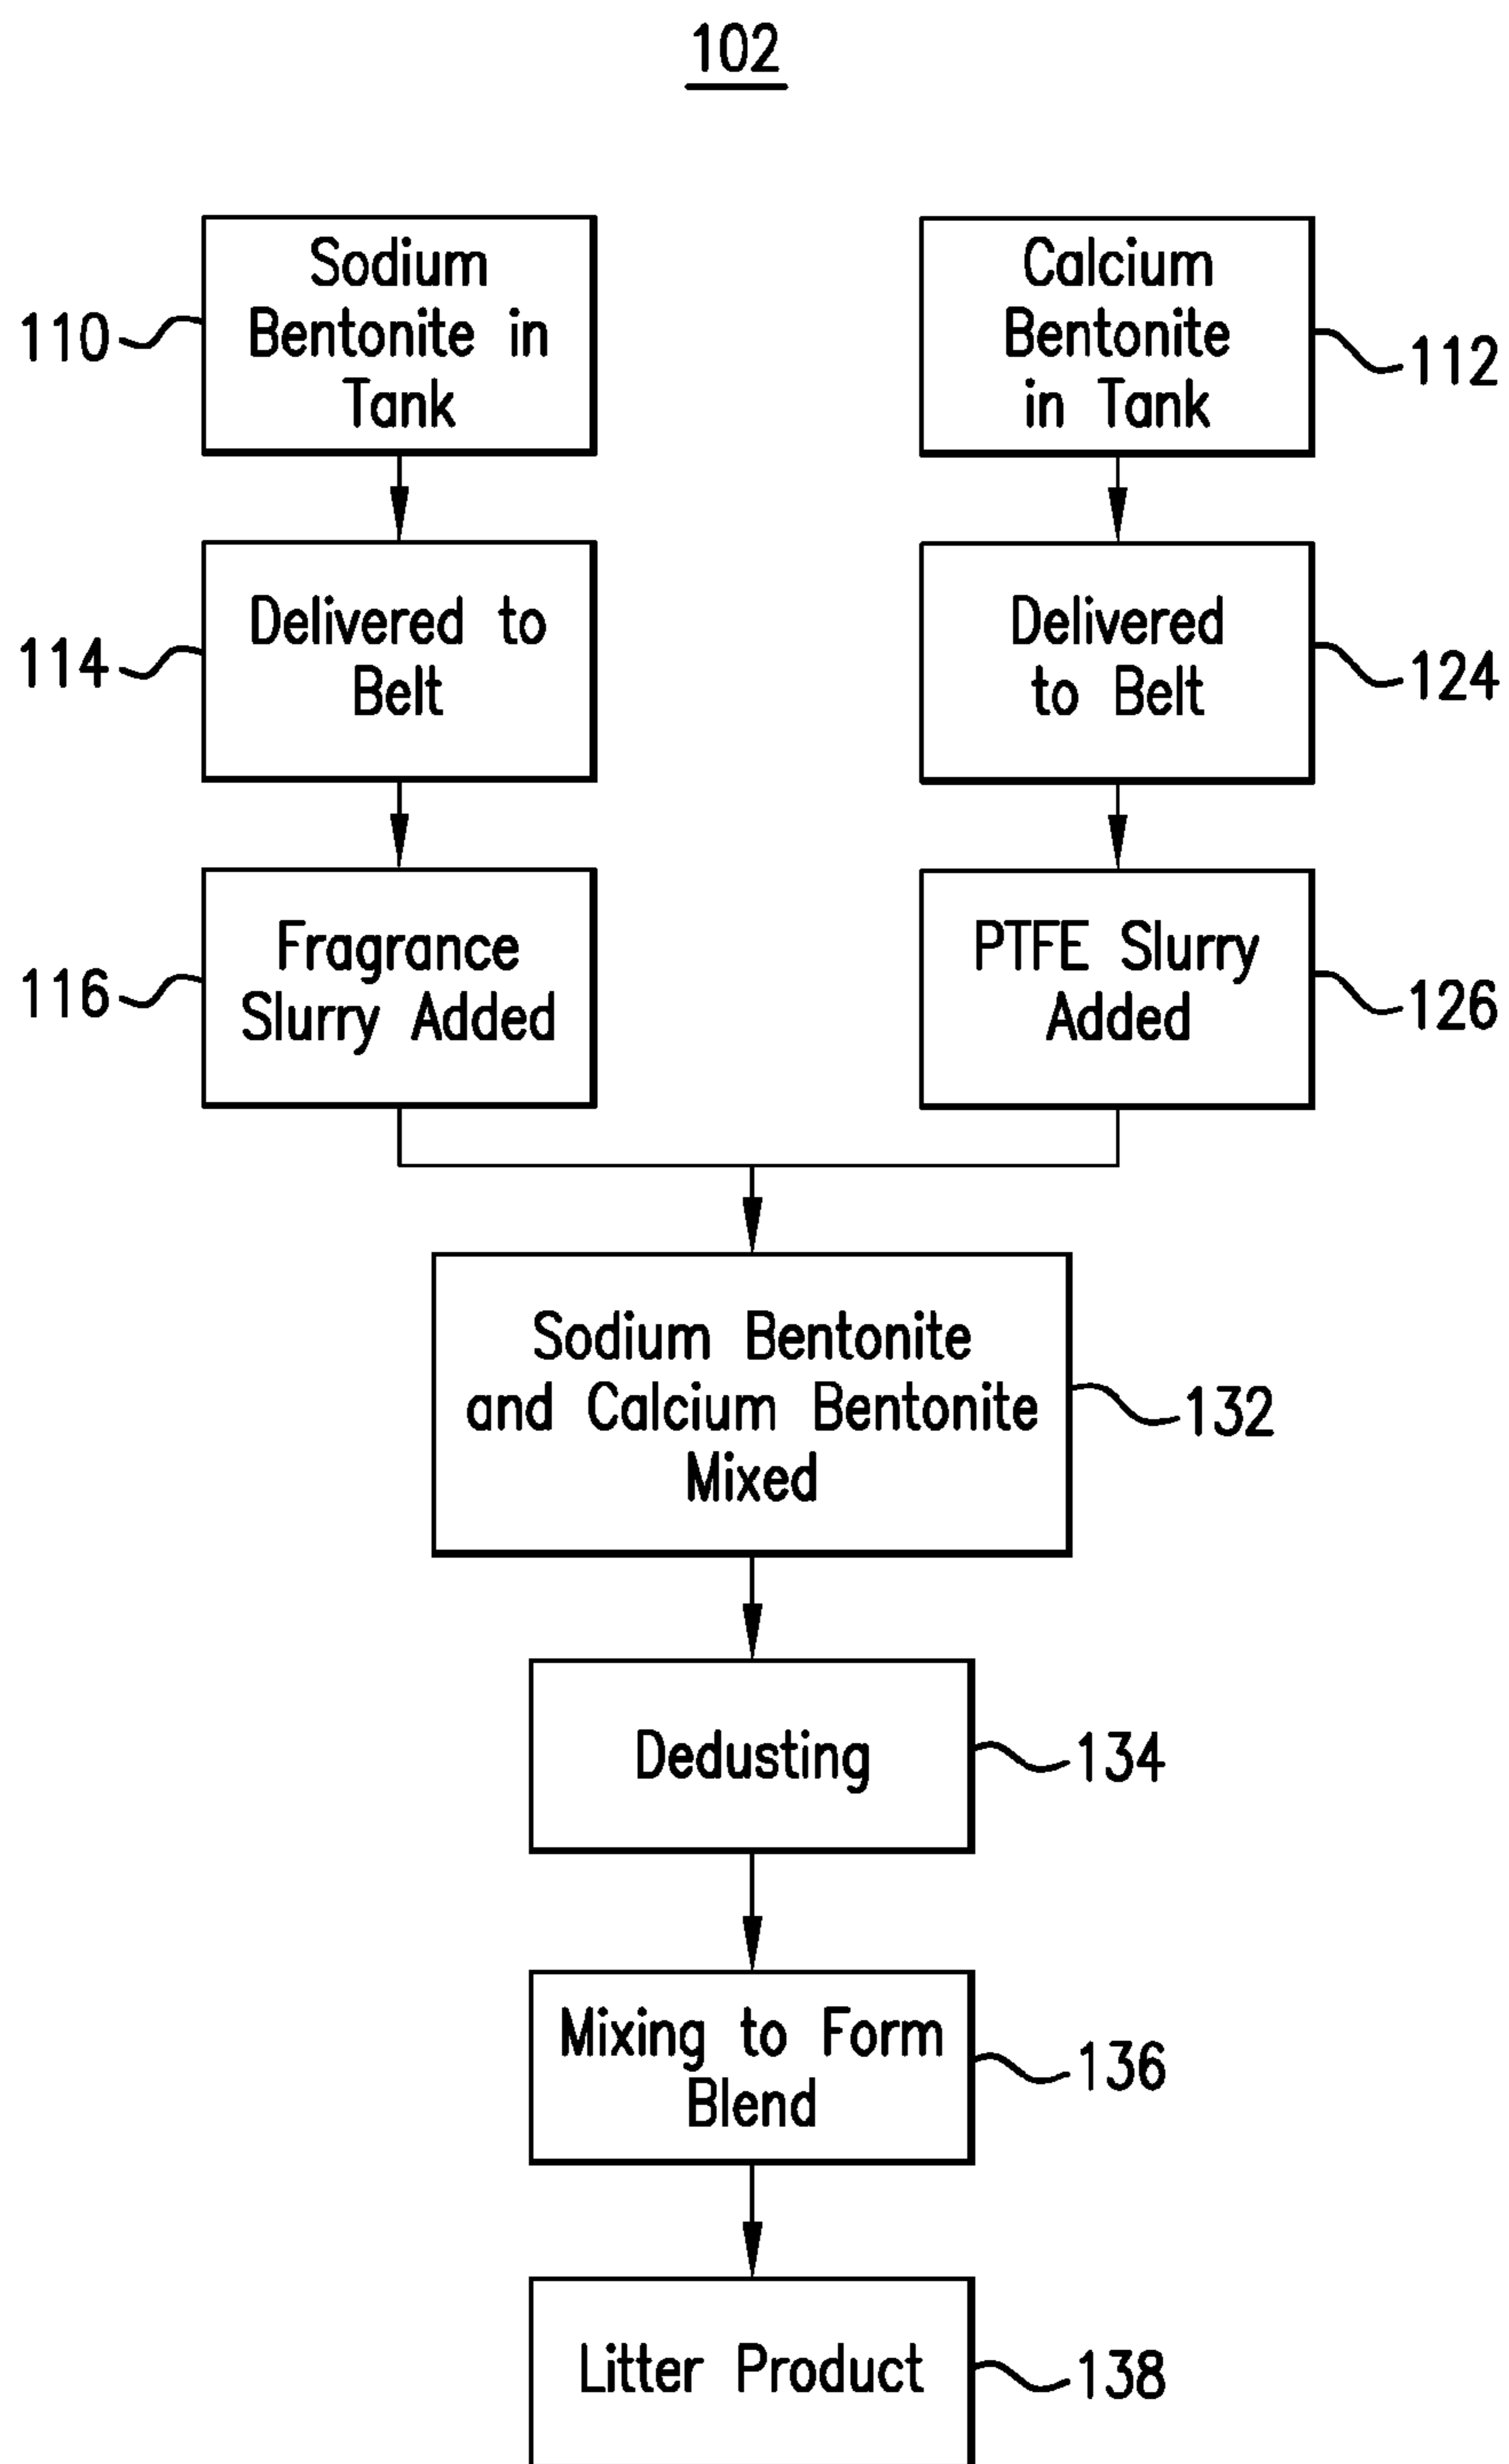 102
Sodium
Bentonite in
Tank
110
Calcium
Bentonite
in Tank
112
Delivered to
Belt
114
Delivered
to Belt
124
Fragrance
Slurry Added
116
PTFE Slurry
Added
126
Sodium Bentonite
and Calcium Bentonite
Mixed
132
Dedusting
134
Mixing to Form
Blend
136
Litter Product
138